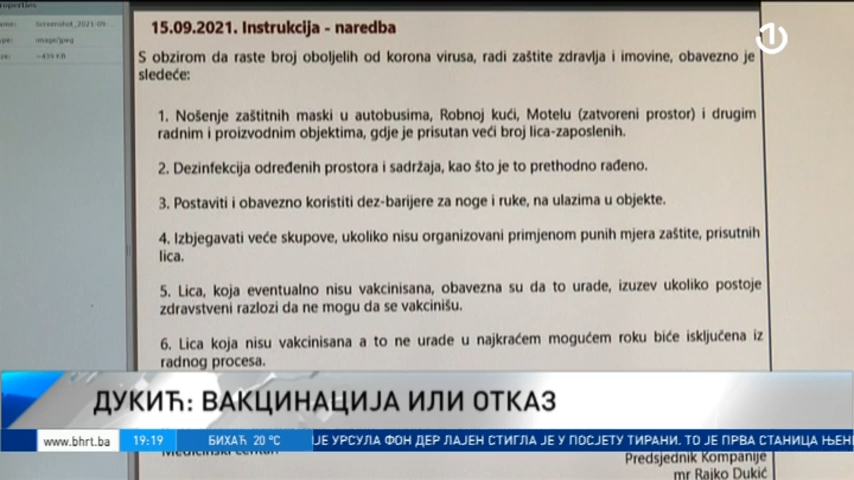 roperties
ame: Screenshot_2021-09-...
ype: image/jpeg
ze: ~439 KB
15.09.2021. Instrukcija - naredba
S obzirom da raste broj oboljelih od korona virusa, radi zaštite zdravlja i imovine, obavezno je
sledeće:
1. Nošenje zaštitnih maski u autobusima, Robnoj kući, Motelu (zatvoreni prostor) i drugim
radnim i proizvodnim objektima, gdje je prisutan veći broj lica-zaposlenih.
2. Dezinfekcija određenih prostora i sadržaja, kao što je to prethodno rađeno.
3. Postaviti i obavezno koristiti dez-barijere za noge i ruke, na ulazima u objekte.
4. Izbjegavati veće skupove, ukoliko nisu organizovani primjenom punih mjera zaštite, prisutnih
lica.
5. Lica, koja eventualno nisu vakcinisana, obavezna su da to urade, izuzev ukoliko postoje
zdravstveni razlozi da ne mogu da se vakcinišu.
6. Lica koja nisu vakcinisana a to ne urade u najkraćem mogućem roku biće isključena iz
radnog procesa.
ДУКИЋ: ВАКЦИНАЦИЈА ИЛИ ОТКАЗ
www.bhrt.ba 19:19 БИХАЋ 20 °C ЈЕ УРСУЛА ФОН ДЕР ЛАЈЕН СТИГЛА ЈЕ У ПОСЈЕТУ ТИРАНИ. ТО ЈЕ ПРВА СТАНИЦА ЊЕН
Predsjednik Kompanije
mr Rajko Dukić